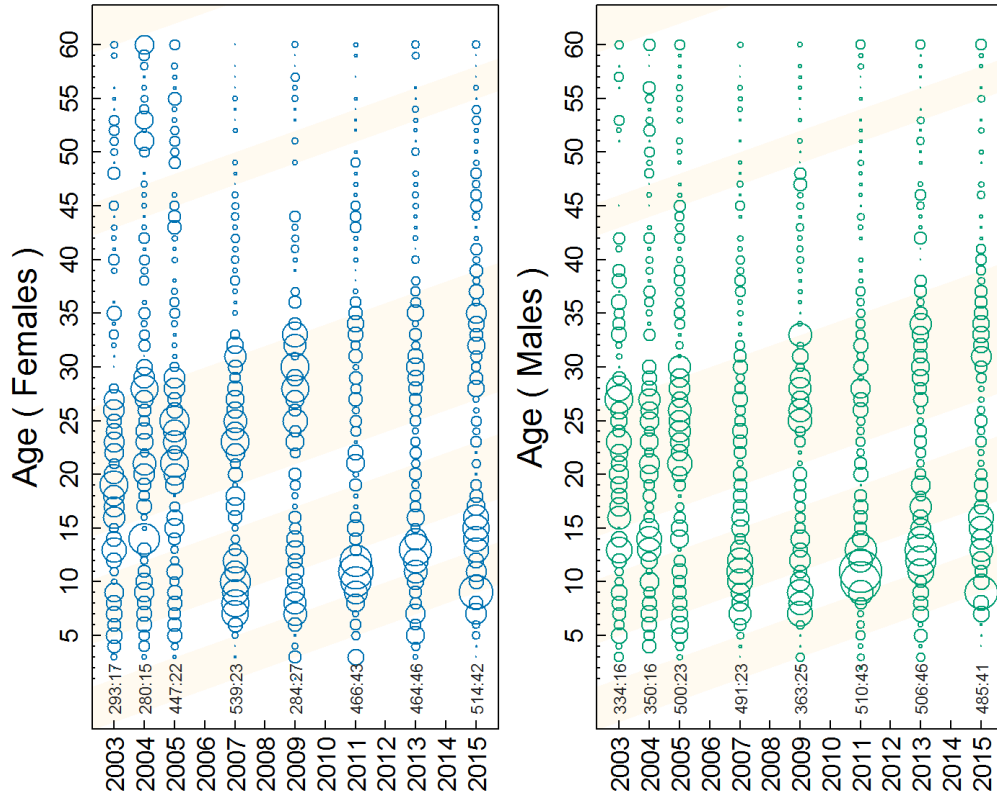 Age ( Females )
5 10 15 20 25 30 35 40 45 50 55 60
293:17 280:15 447:22 539:23 284:27 466:43 464:46 514:42
2003 2004 2005 2006 2007 2008 2009 2010 2011 2012 2013 2014 2015
Age ( Males )
5 10 15 20 25 30 35 40 45 50 55 60
334:16 350:16 500:23 491:23 363:25 510:43 506:46 485:41
2003 2004 2005 2006 2007 2008 2009 2010 2011 2012 2013 2014 2015